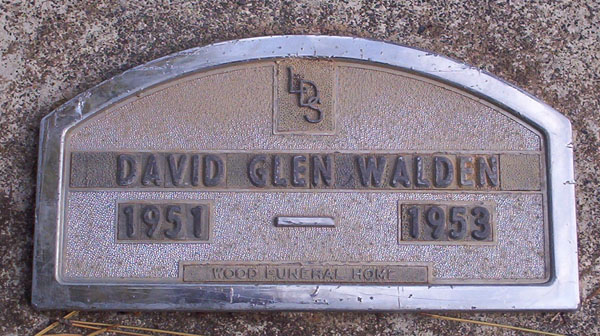 LDS
DAVID GLEN WALDEN
1951 — 1953
WOOD FUNERAL HOME